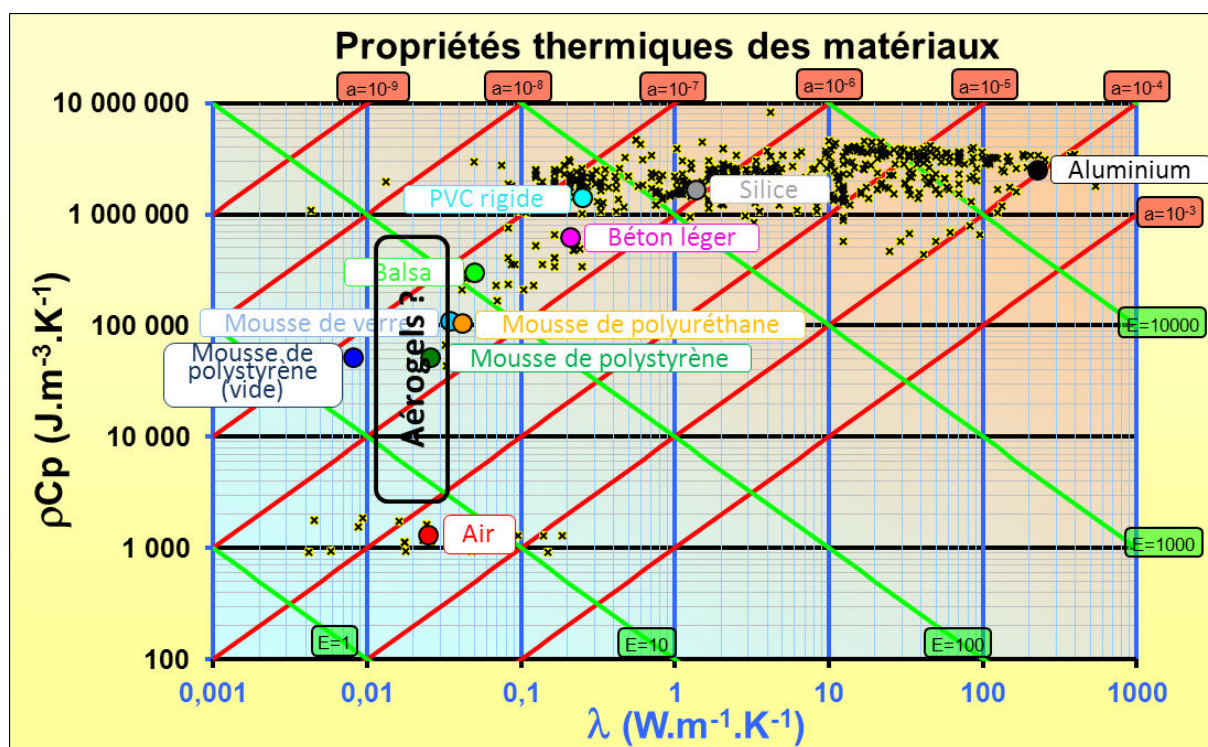 Propriétés thermiques des matériaux
a=10⁻⁹
a=10⁻⁸
a=10⁻⁷
a=10⁻⁶
a=10⁻⁵
a=10⁻⁴
10 000 000
Aluminium
Silice
PVC rigide
1 000 000
a=10⁻³
Béton léger
Balsa
Aérogels ?
100 000
Mousse de verre
Mousse de polyuréthane
E=10000
Mousse de
polystyrène
(vide)
Mousse de polystyrène
10 000
Air
1 000
E=1000
E=1
E=10
E=100
100
ρCp (J.m⁻³.K⁻¹)
0,001
0,01
0,1
1
10
100
1000
λ (W.m⁻¹.K⁻¹)